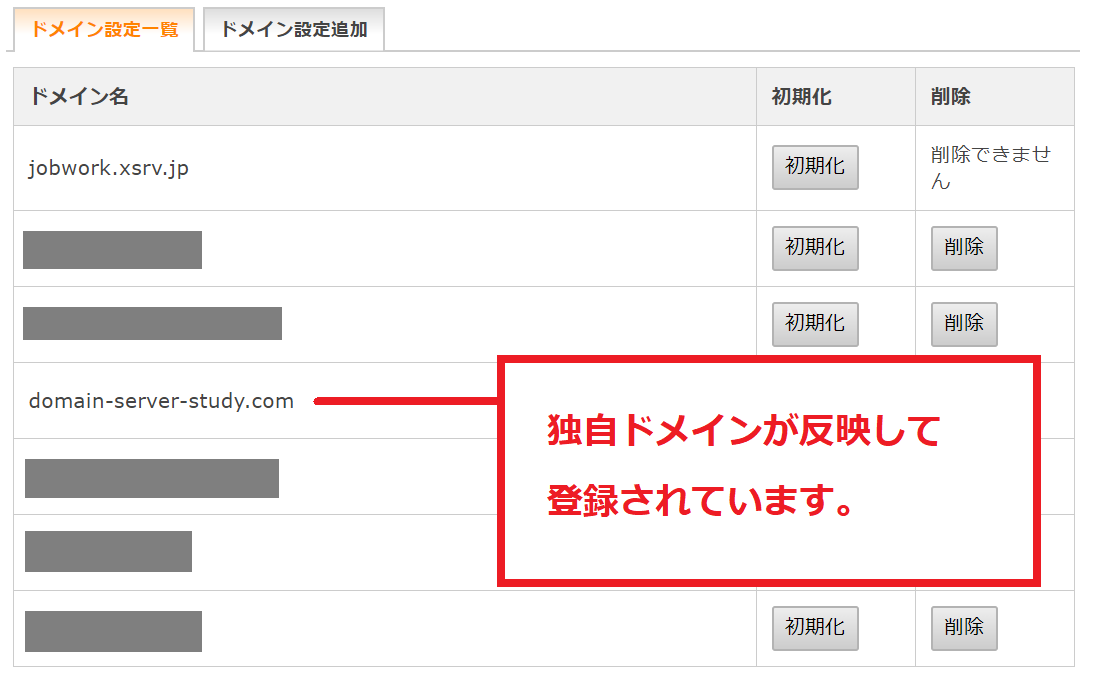 ドメイン設定一覧 ドメイン設定追加
ドメイン名 初期化 削除
jobwork.xsrv.jp 初期化 削除できませ
ん
初期化 削除
初期化 削除
domain-server-study.com
独自ドメインが反映して
登録されています。
初期化 削除